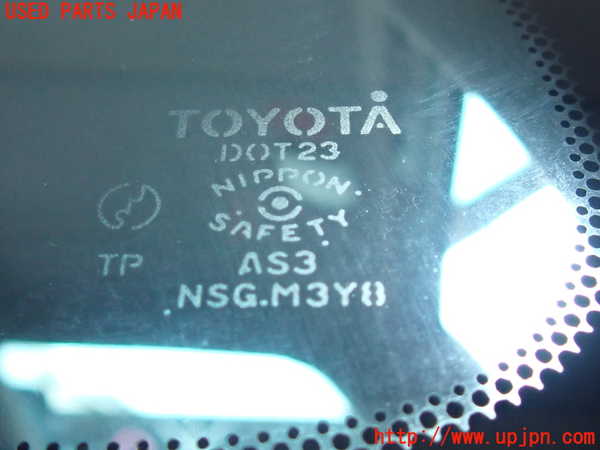 USED PARTS JAPAN
TOYOTA
DOT23
NIPPON.
SAFETY
TP AS3
NSG.M3Y8
http://www.upjpn.com/